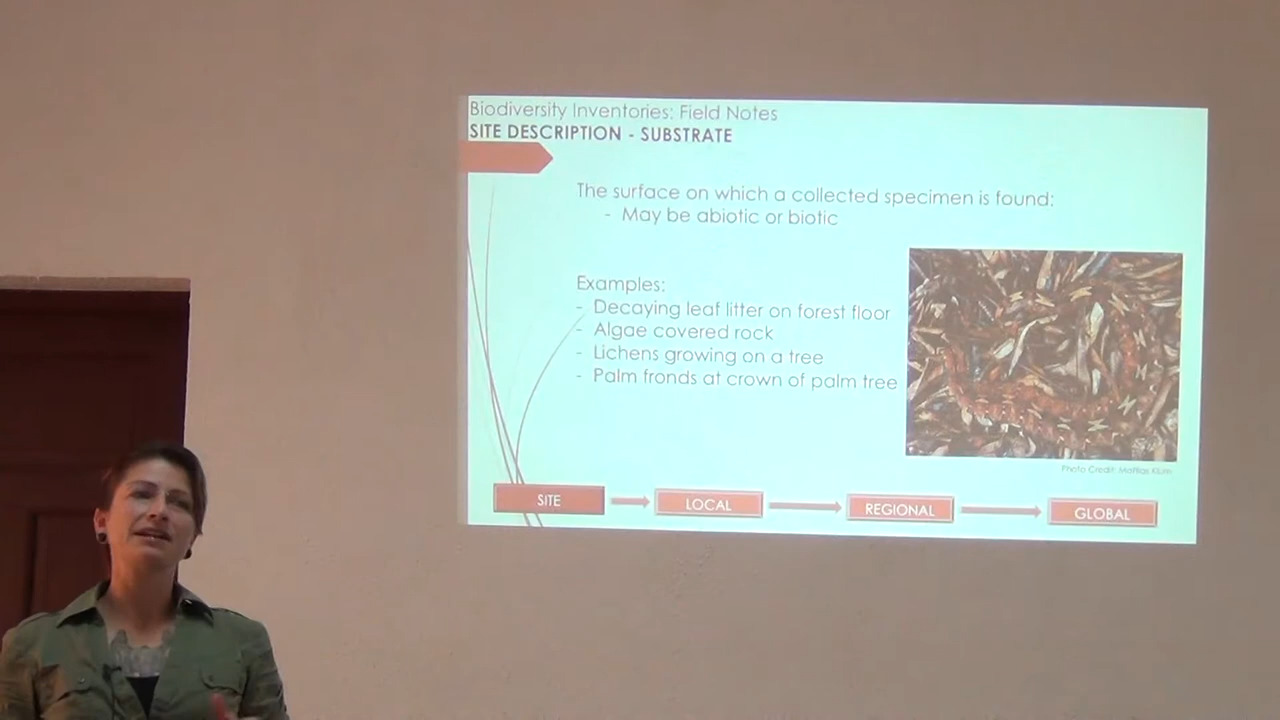 Biodiversity Inventories: Field Notes
SITE DESCRIPTION - SUBSTRATE
The surface on which a collected specimen is found:
- May be abiotic or biotic
Examples:
- Decaying leaf litter on forest floor
- Algae covered rock
- Lichens growing on a tree
- Palm fronds at crown of palm tree
Photo Credit: Mattias Klum
SITE
LOCAL
REGIONAL
GLOBAL